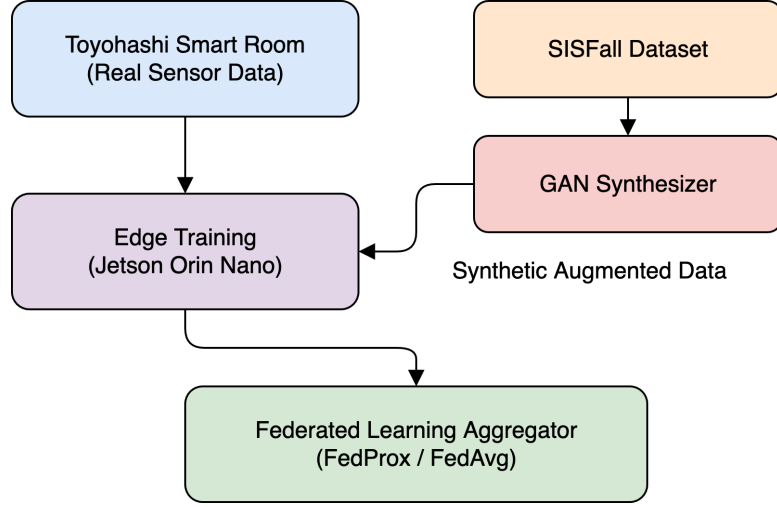 Toyohashi Smart Room
(Real Sensor Data)
SISFall Dataset
GAN Synthesizer
Edge Training
(Jetson Orin Nano)
Synthetic Augmented Data
Federated Learning Aggregator
(FedProx / FedAvg)